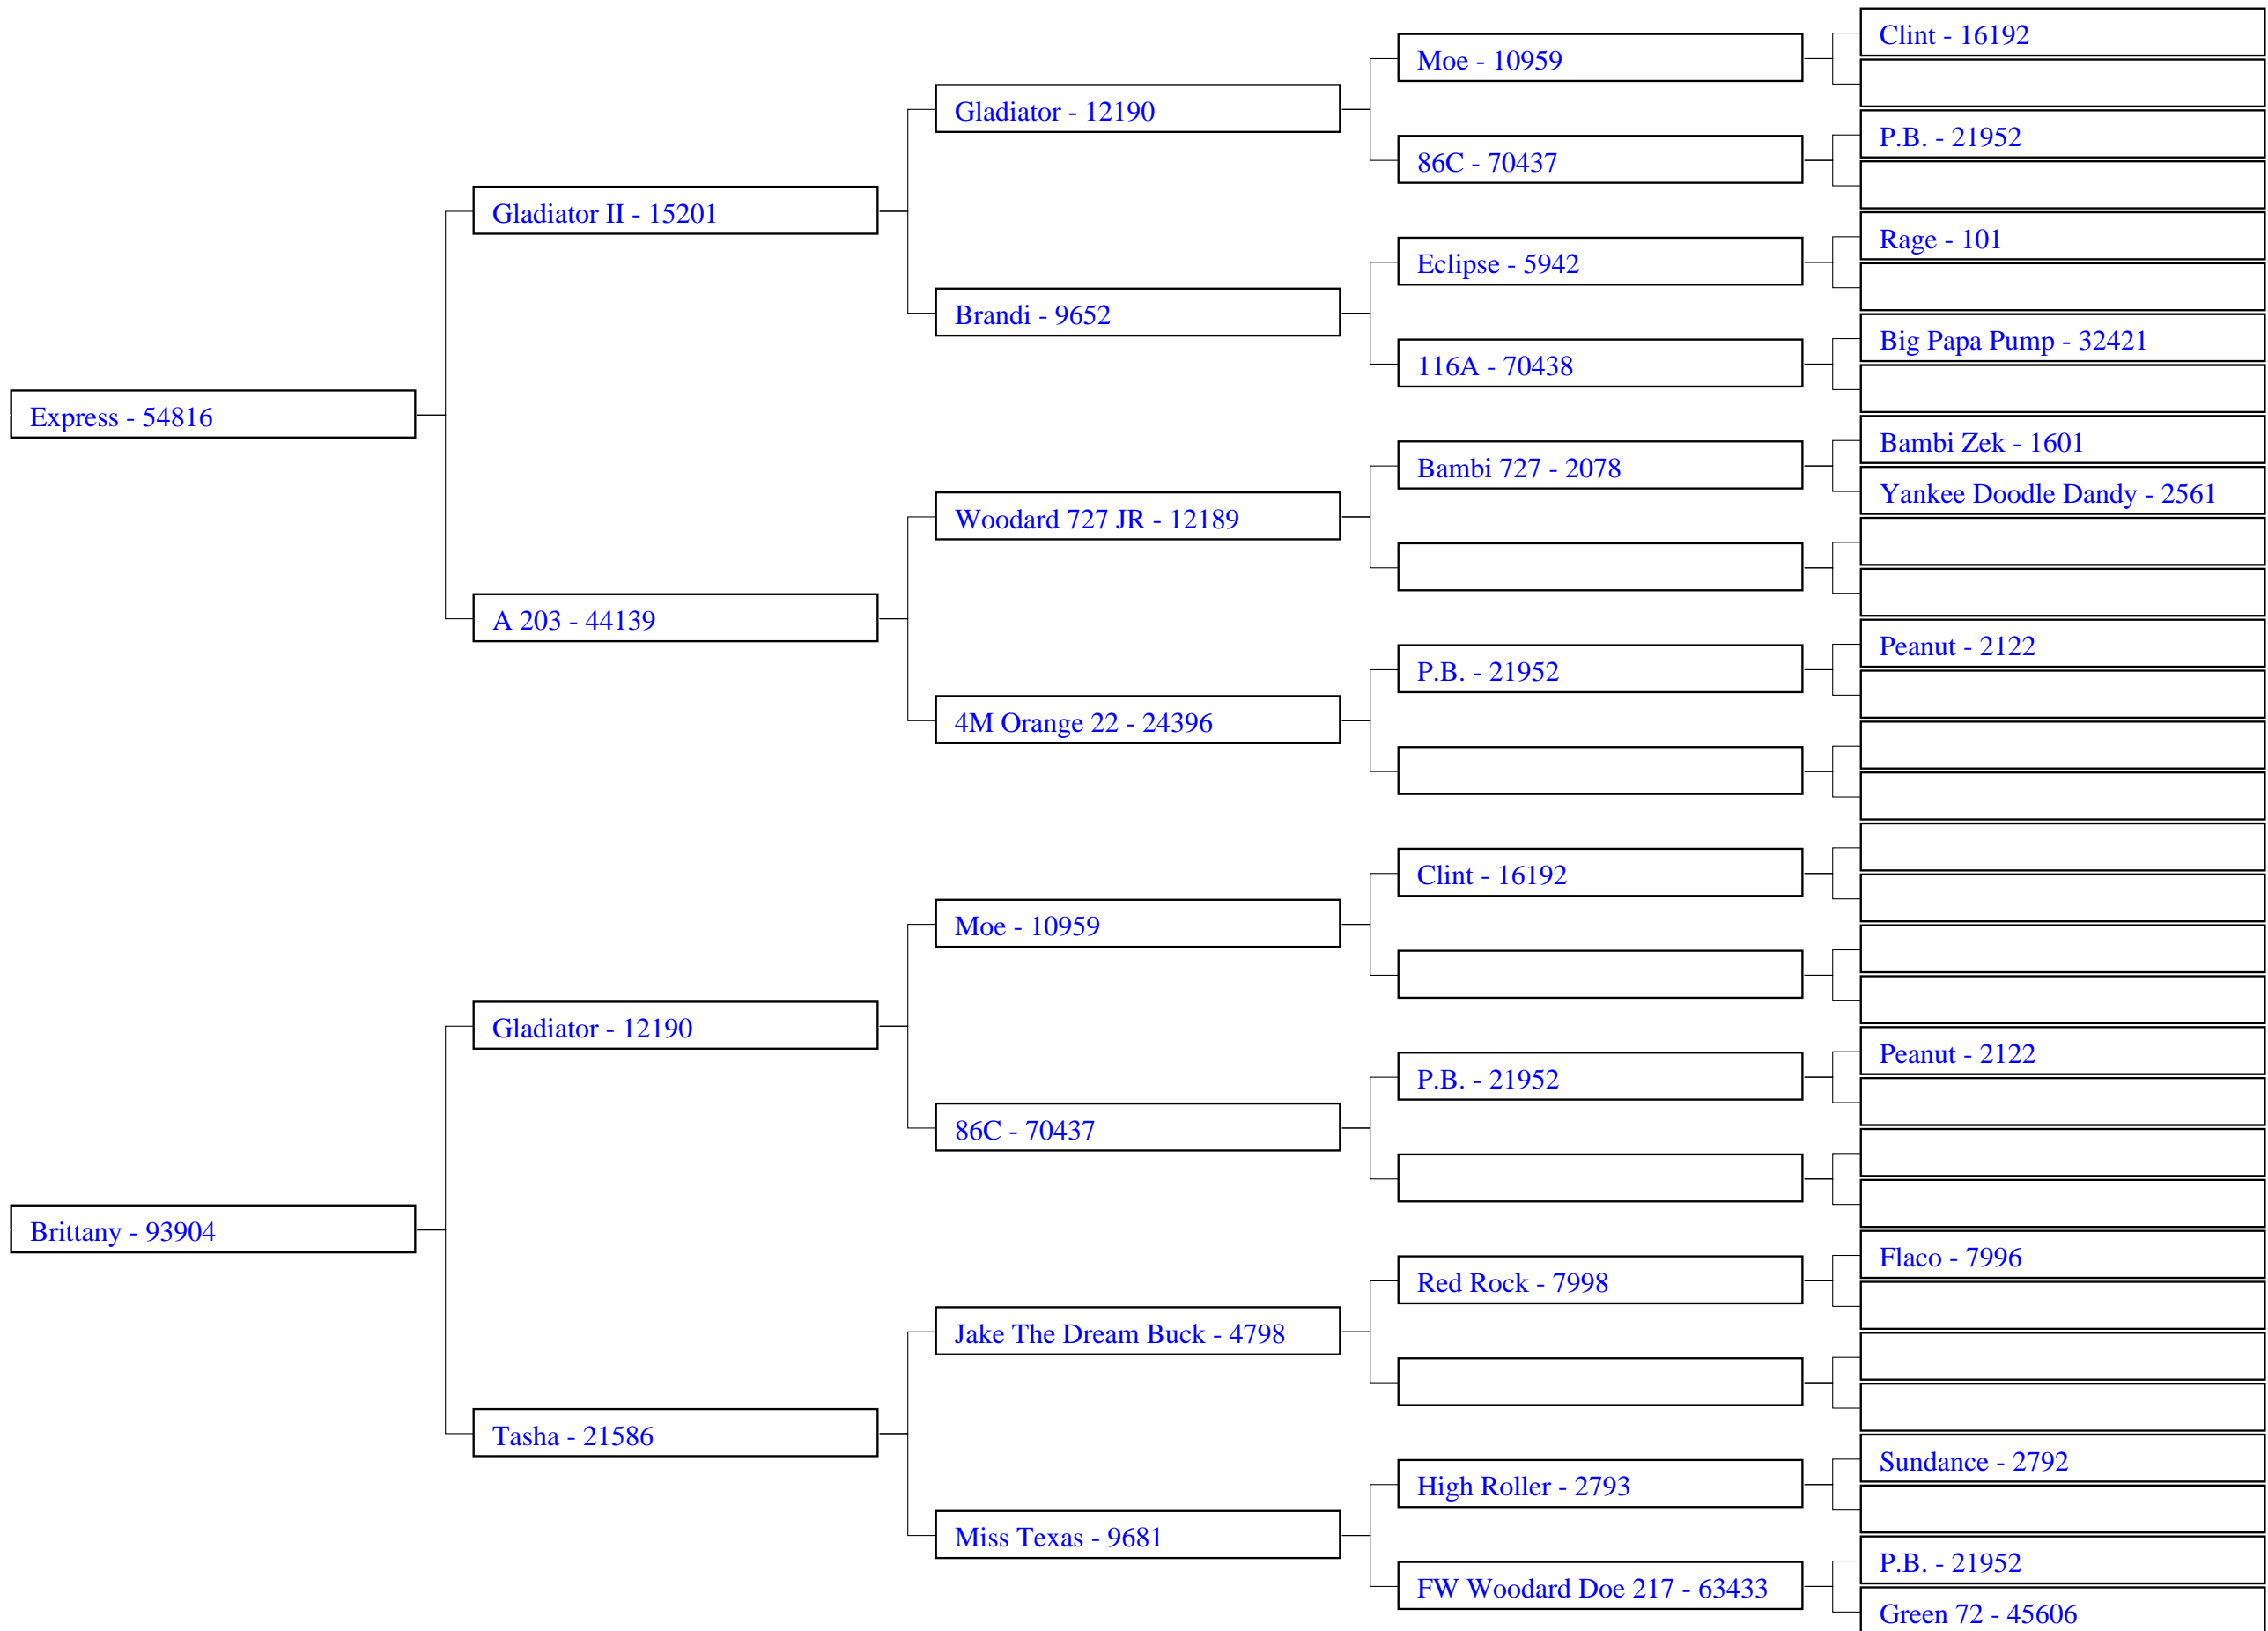 Clint - 16192
Moe - 10959
Gladiator - 12190
P.B. - 21952
86C - 70437
Gladiator II - 15201
Rage - 101
Eclipse - 5942
Brandi - 9652
Big Papa Pump - 32421
116A - 70438
Express - 54816
Bambi Zek - 1601
Bambi 727 - 2078
Yankee Doodle Dandy - 2561
Woodard 727 JR - 12189
A 203 - 44139
Peanut - 2122
P.B. - 21952
4M Orange 22 - 24396
Clint - 16192
Moe - 10959
Gladiator - 12190
Peanut - 2122
P.B. - 21952
86C - 70437
Brittany - 93904
Flaco - 7996
Red Rock - 7998
Jake The Dream Buck - 4798
Tasha - 21586
Sundance - 2792
High Roller - 2793
Miss Texas - 9681
P.B. - 21952
FW Woodard Doe 217 - 63433
Green 72 - 45606